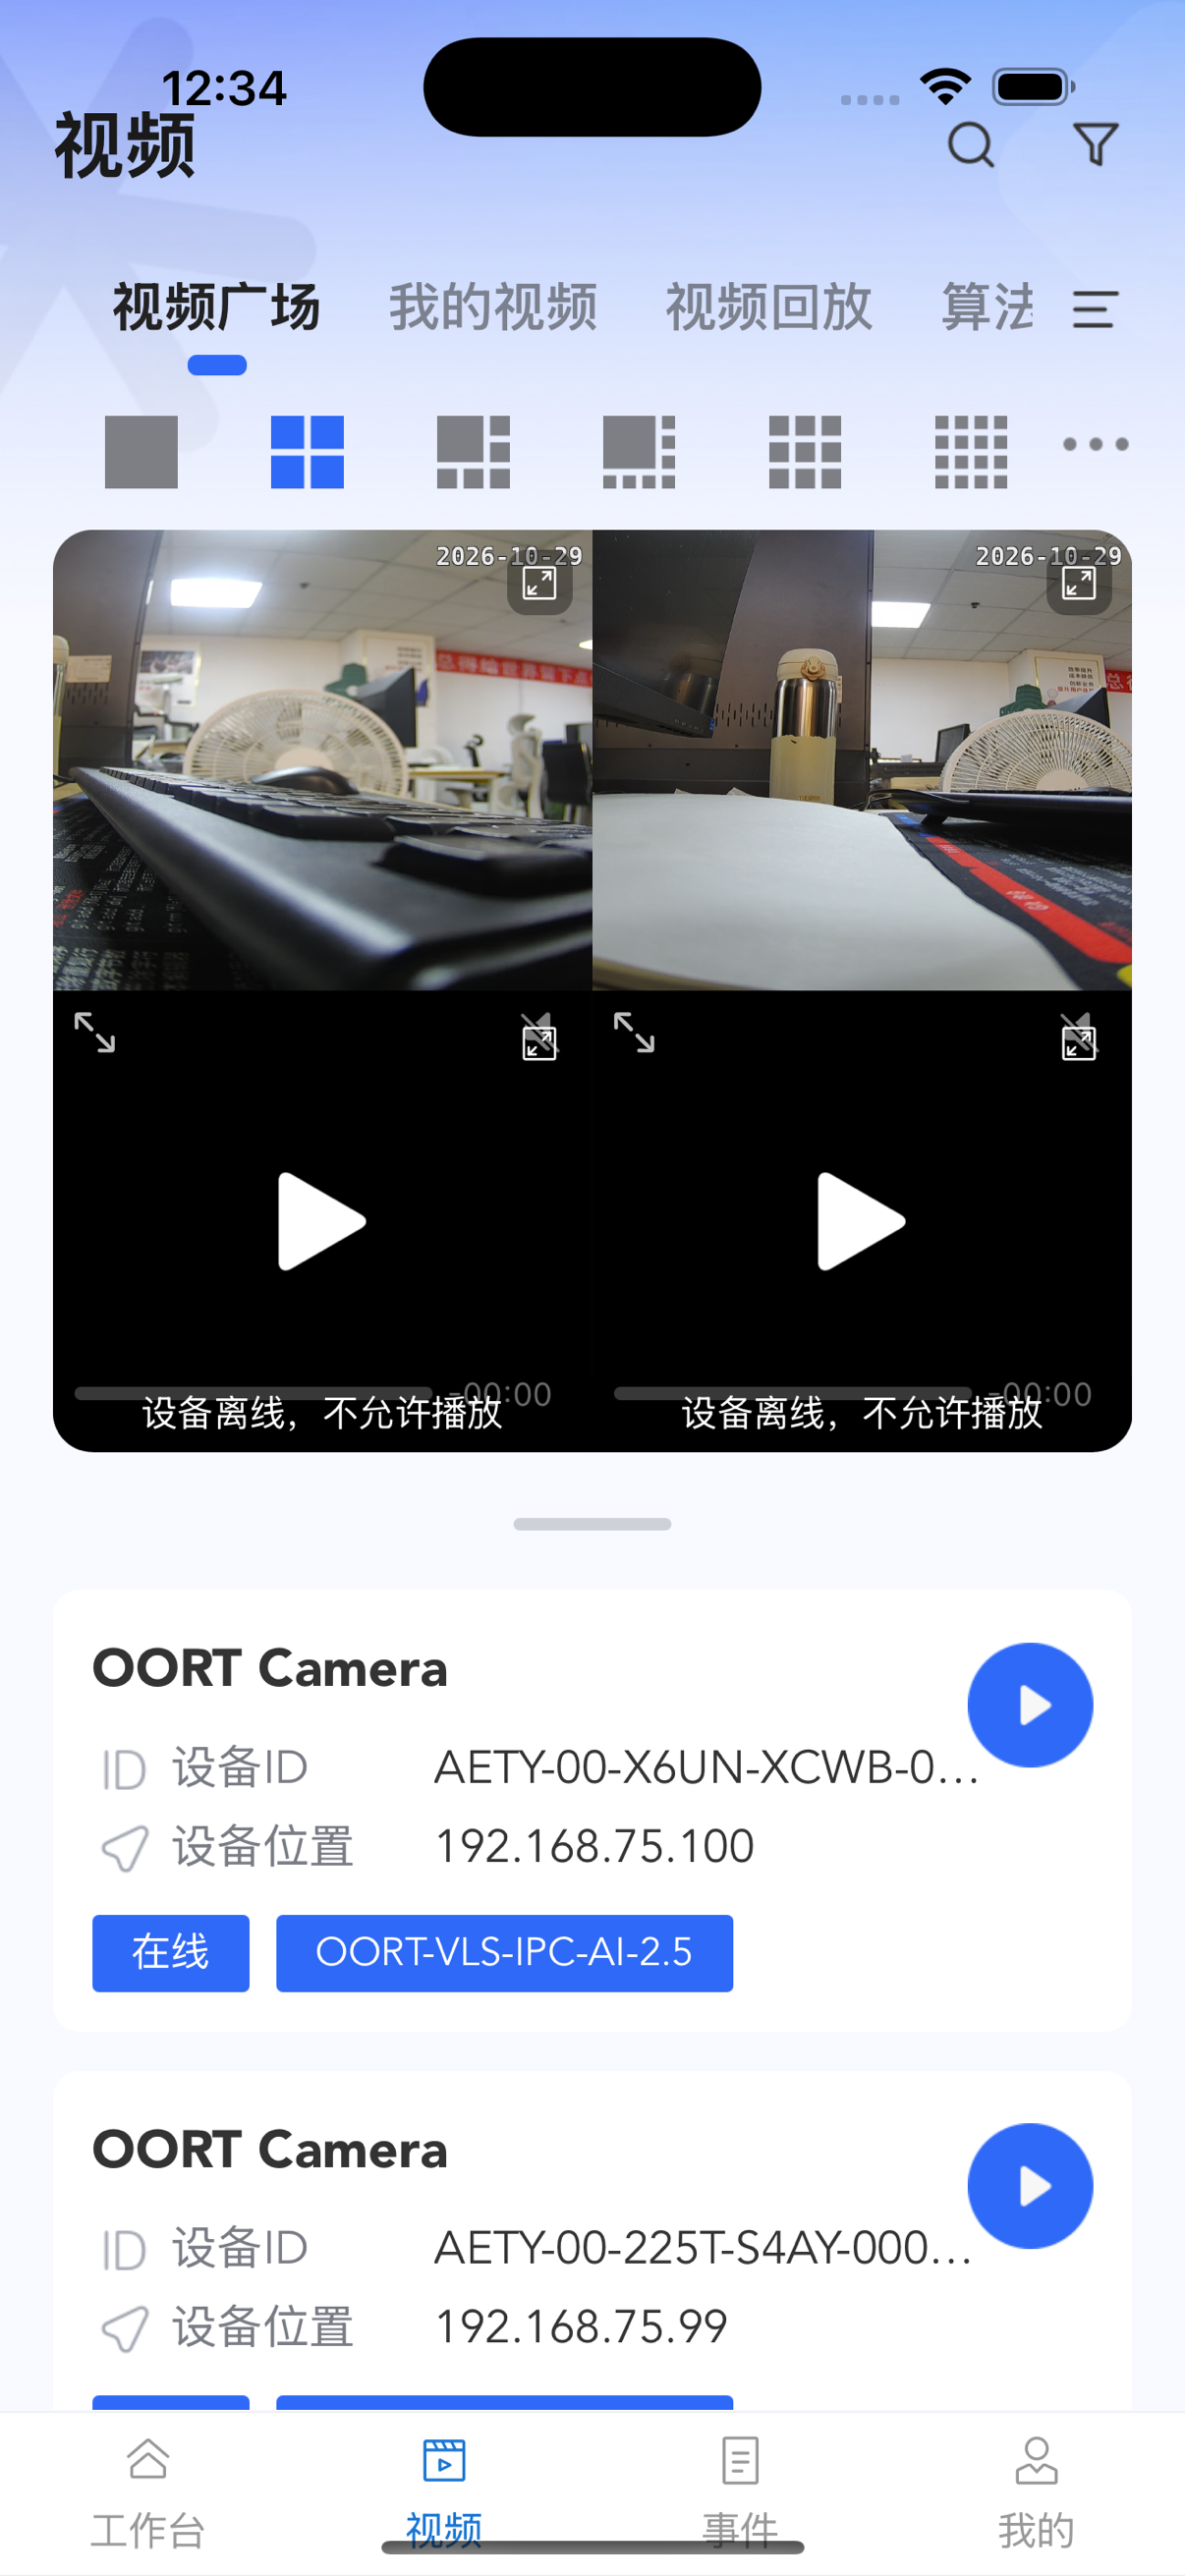 12:34
视频
视频广场 我的视频 视频回放 算法
2026-10-29 2026-10-29
-00:00 -00:00
设备离线，不允许播放 设备离线，不允许播放
OORT Camera
ID 设备ID AETY-00-X6UN-XCWB-0...
设备位置 192.168.75.100
在线 OORT-VLS-IPC-AI-2.5
OORT Camera
ID 设备ID AETY-00-225T-S4AY-000...
设备位置 192.168.75.99
工作台 视频 事件 我的